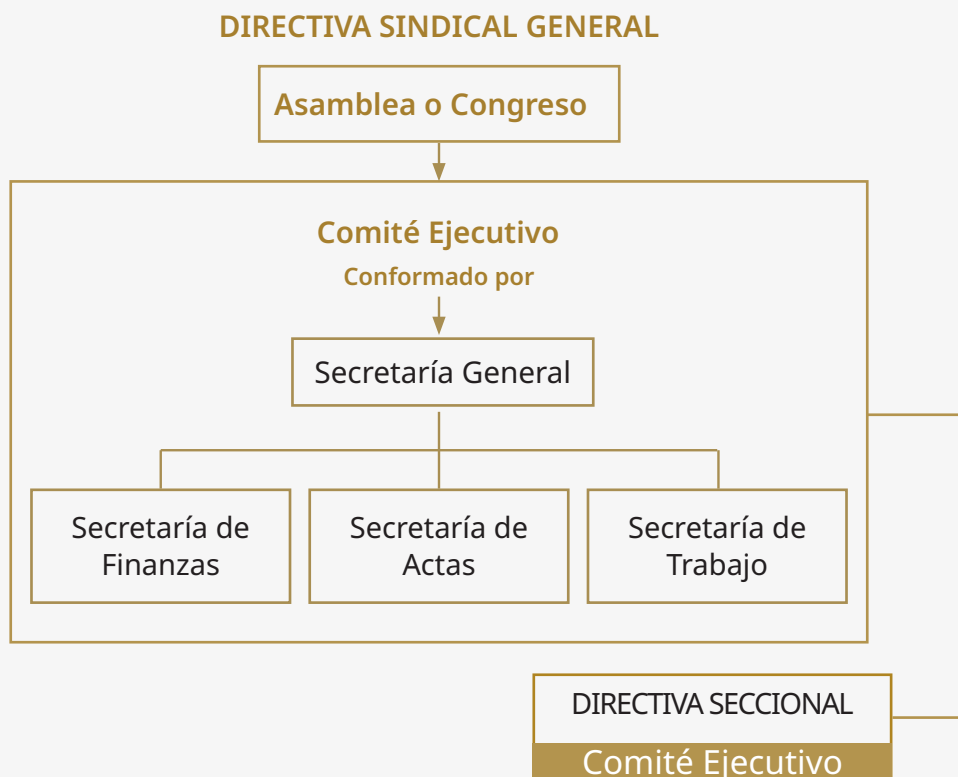 DIRECTIVA SINDICAL GENERAL
Asamblea o Congreso
Comité Ejecutivo
Conformado por
Secretaría General
Secretaría de
Finanzas
Secretaría de
Actas
Secretaría de
Trabajo
DIRECTIVA SECCIONAL
Comité Ejecutivo